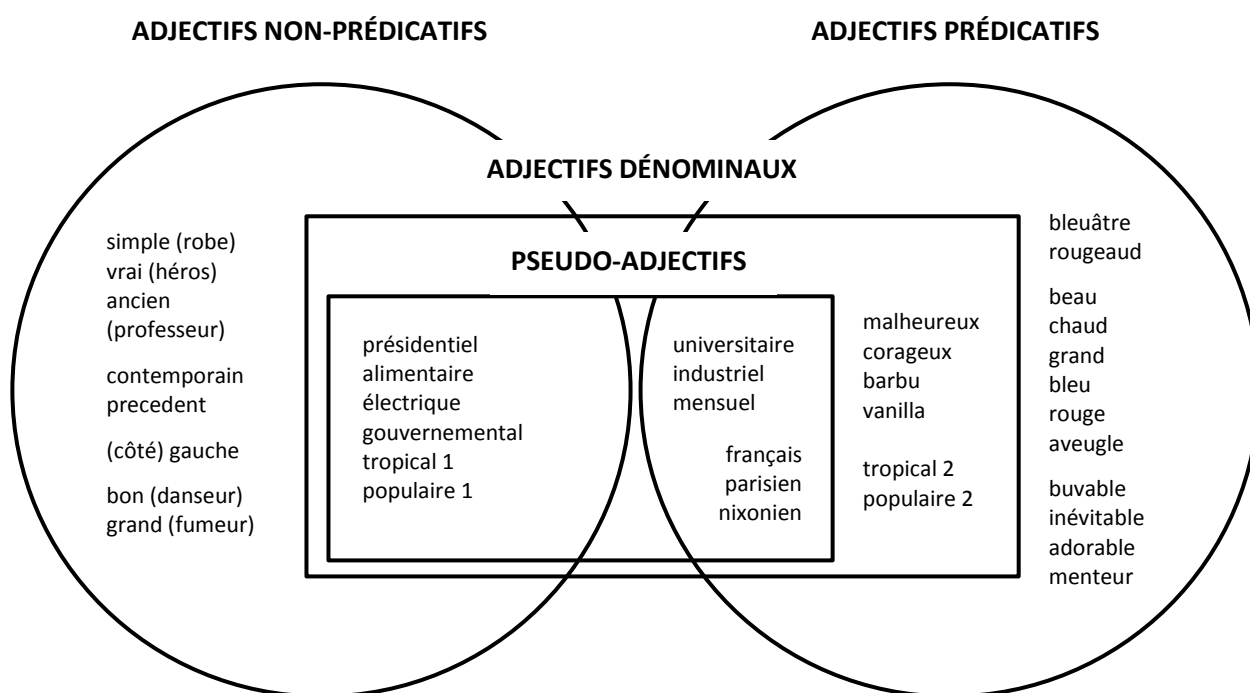 ADJECTIFS NON-PRÉDICATIFS
ADJECTIFS PRÉDICATIFS
ADJECTIFS DÉNOMINAUX
PSEUDO-ADJECTIFS
simple (robe)
vrai (héros)
ancien
(professeur)
contemporain
precedent
(côté) gauche
bon (danseur)
grand (fumeur)
présidentiel
alimentaire
électrique
gouvernemental
tropical 1
populaire 1
universitaire
industriel
mensuel
français
parisien
nixonien
malheureux
corageux
barbu
vanilla
tropical 2
populaire 2
bleuâtre
rougeaud
beau
chaud
grand
bleu
rouge
aveugle
buvable
inévitable
adorable
menteur